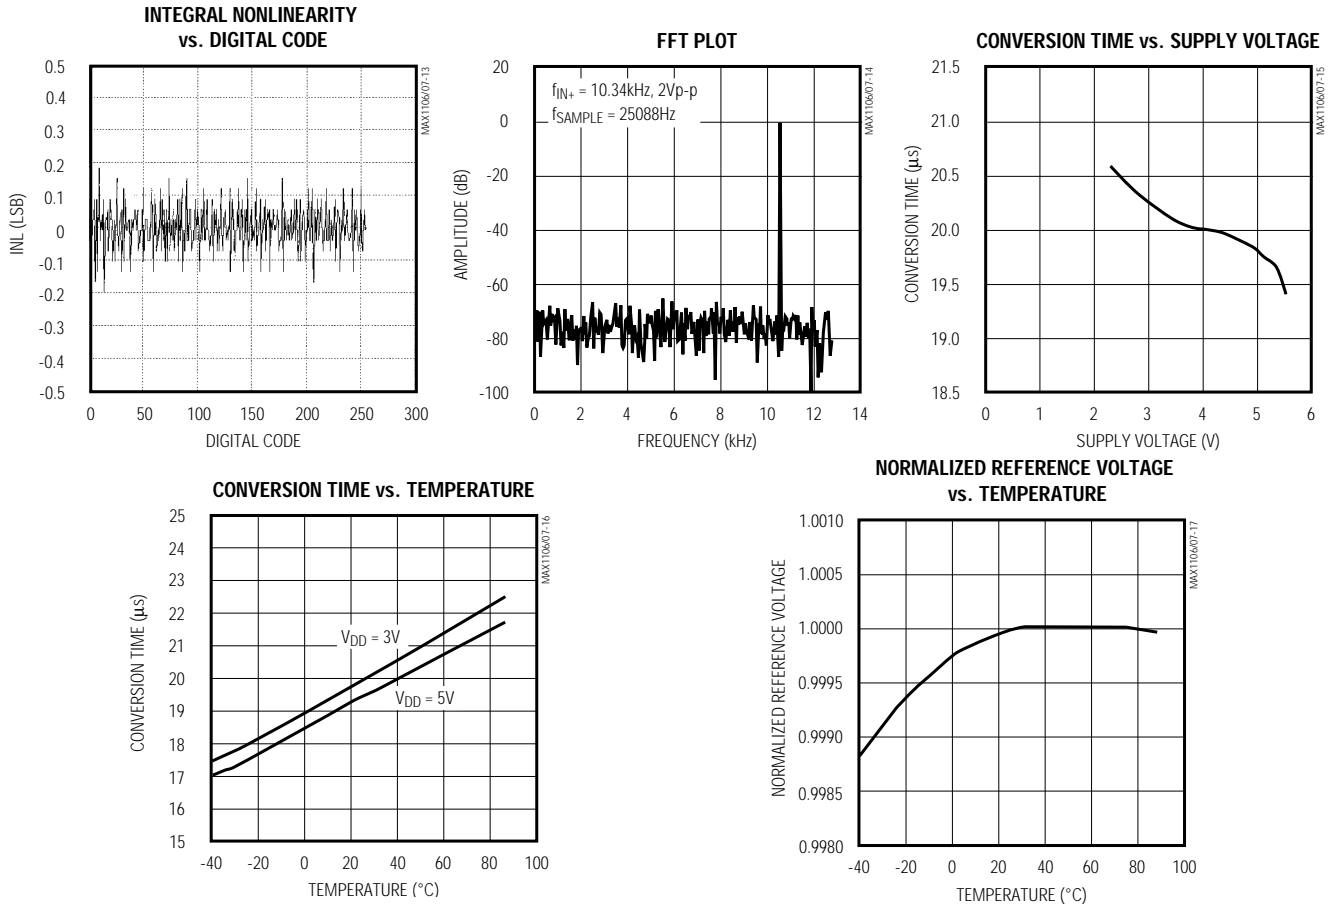 INTEGRAL NONLINEARITY
vs. DIGITAL CODE
0.5
0.4
0.3
0.2
0.1
0
-0.1
-0.2
-0.3
-0.4
-0.5
INL (LSB)
0 50 100 150 200 250 300
DIGITAL CODE
MAX1106/07-13
FFT PLOT
20
0
-20
-40
-60
-80
-100
AMPLITUDE (dB)
fIN+ = 10.34kHz, 2Vp-p
fSAMPLE = 25088Hz
0 2 4 6 8 10 12 14
FREQUENCY (kHz)
MAX1106/07-14
CONVERSION TIME vs. SUPPLY VOLTAGE
21.5
21.0
20.5
20.0
19.5
19.0
18.5
CONVERSION TIME (µs)
0 1 2 3 4 5 6
SUPPLY VOLTAGE (V)
MAX1106/07-15
CONVERSION TIME vs. TEMPERATURE
25
24
23
22
21
20
19
18
17
16
15
CONVERSION TIME (µs)
VDD = 3V
VDD = 5V
-40 -20 0 20 40 60 80 100
TEMPERATURE (°C)
MAX1106/07-16
NORMALIZED REFERENCE VOLTAGE
vs. TEMPERATURE
1.0010
1.0005
1.0000
0.9995
0.9990
0.9985
0.9980
NORMALIZED REFERENCE VOLTAGE
-40 -20 0 20 40 60 80 100
TEMPERATURE (°C)
MAX1106/07-17